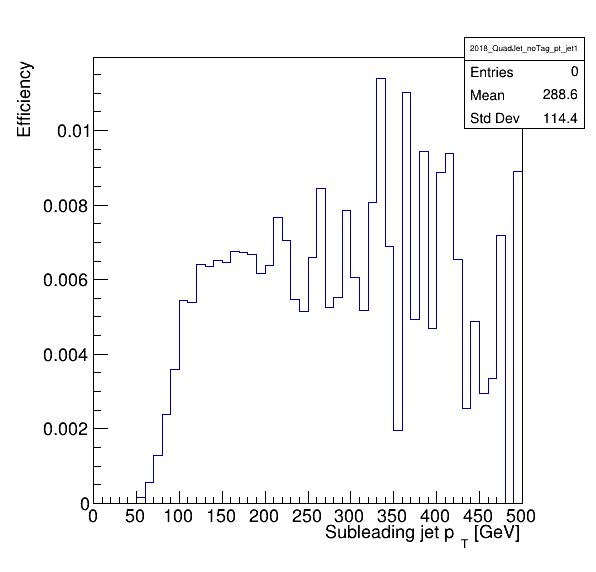 2018_QuadJet_noTag_pt_jet1
Entries 0
Mean 288.6
Std Dev 114.4
Efficiency
0.01
0.008
0.006
0.004
0.002
0
0 50 100 150 200 250 300 350 400 450 500
Subleading jet p T [GeV]